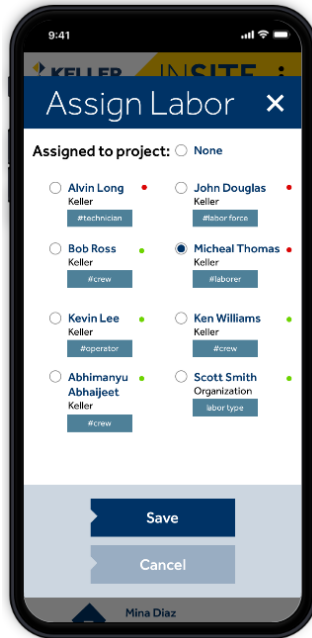 9:41
KELLER INSITE
Assign Labor ×
Assigned to project: None
Alvin Long
Keller
#technician
John Douglas
Keller
#labor force
Bob Ross
Keller
#crew
Micheal Thomas
Keller
#laborer
Kevin Lee
Keller
#operator
Ken Williams
Keller
#crew
Abhimanyu
Abhaijeet
Keller
#crew
Scott Smith
Organization
labor type
Save
Cancel
Mina Diaz